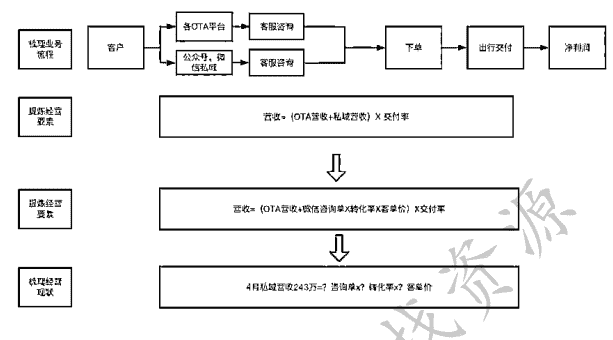 梳理业务
流程
客户
各OTA平台
客服咨询
公众号、微
信私域
客服咨询
下单
出行交付
净利润
提炼经营
要素
营收=（OTA营收+私域营收）X 交付率
提炼经营
要素
营收=（OTA营收+微信咨询单X转化率X客单价）X交付率
梳理经营
现状
4月私域营收243万=？咨询单x？转化率x？客单价
找资源